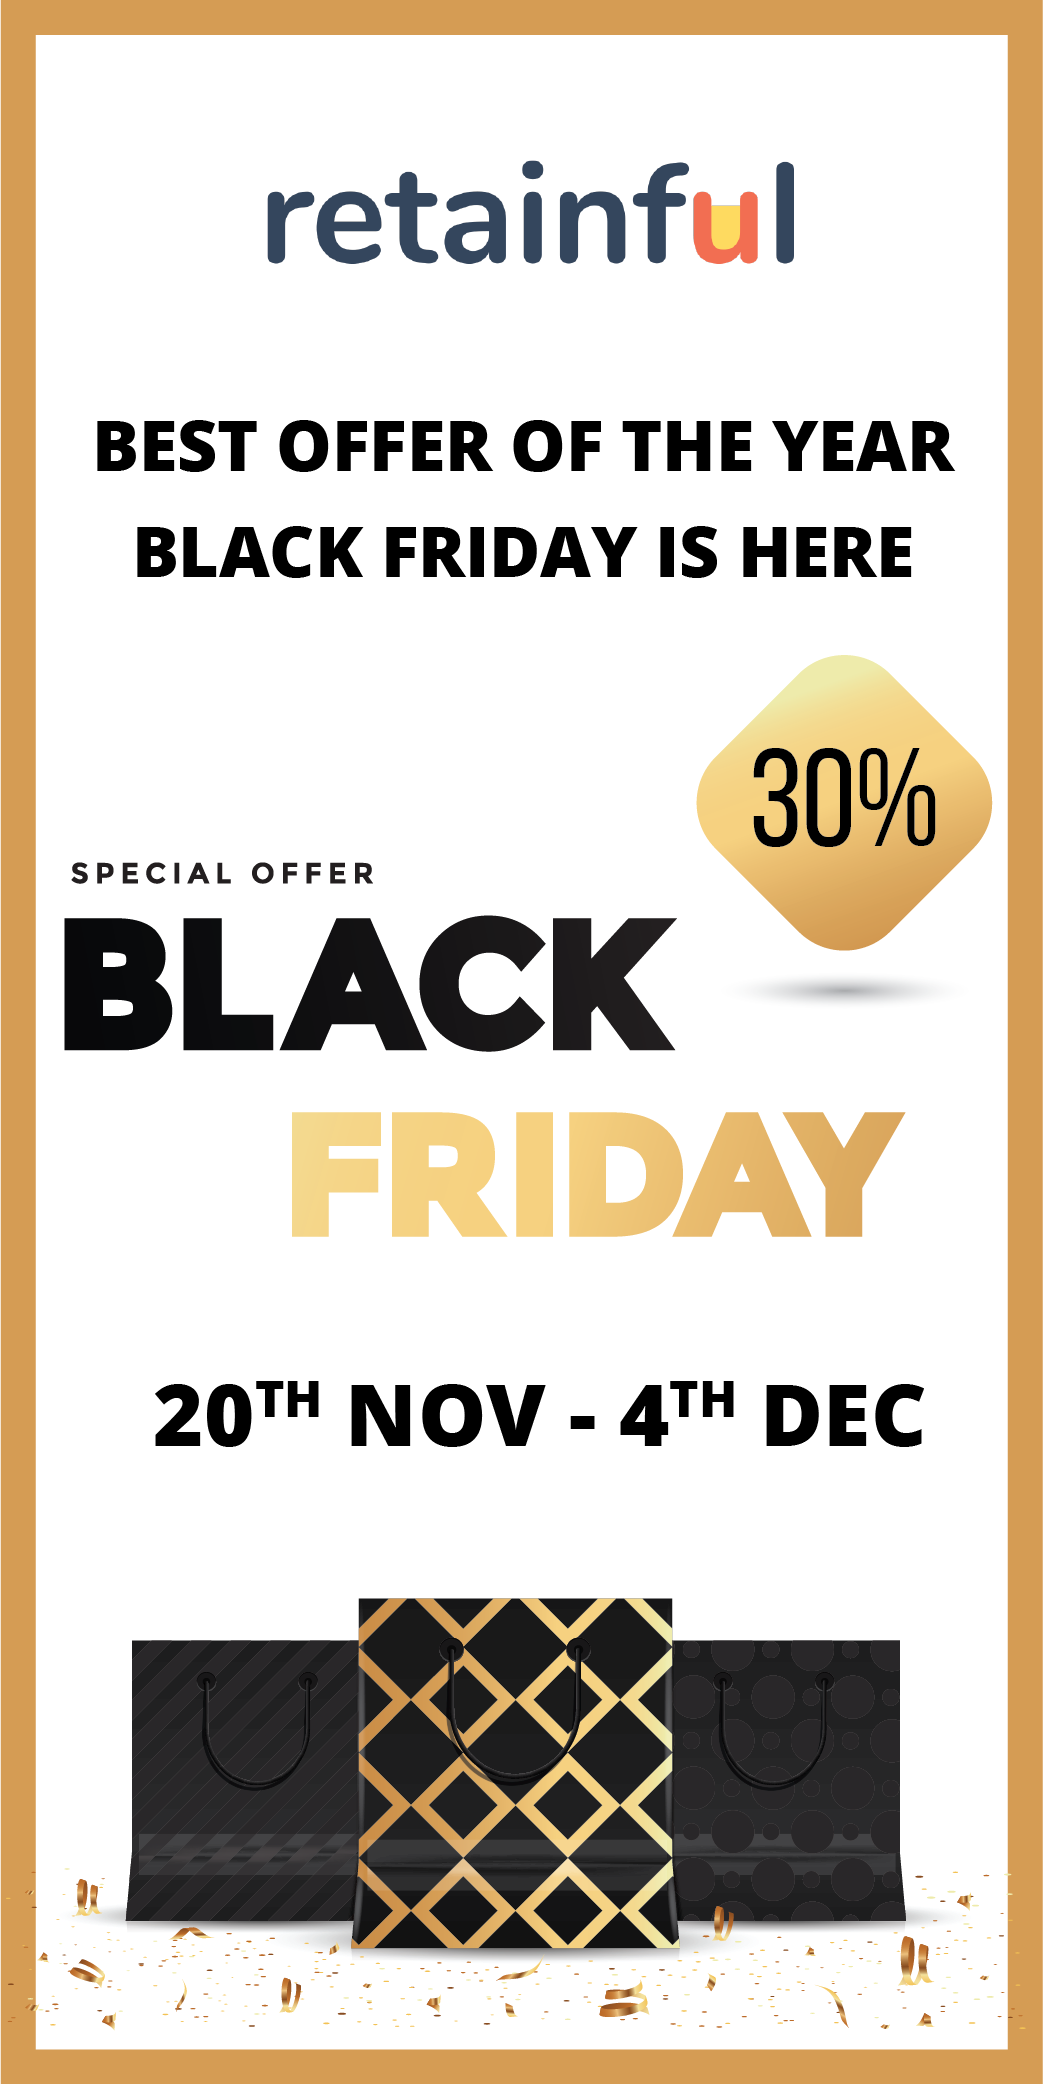 retainful
BEST OFFER OF THE YEAR
BLACK FRIDAY IS HERE
30%
SPECIAL OFFER
BLACK
FRIDAY
20TH NOV - 4TH DEC